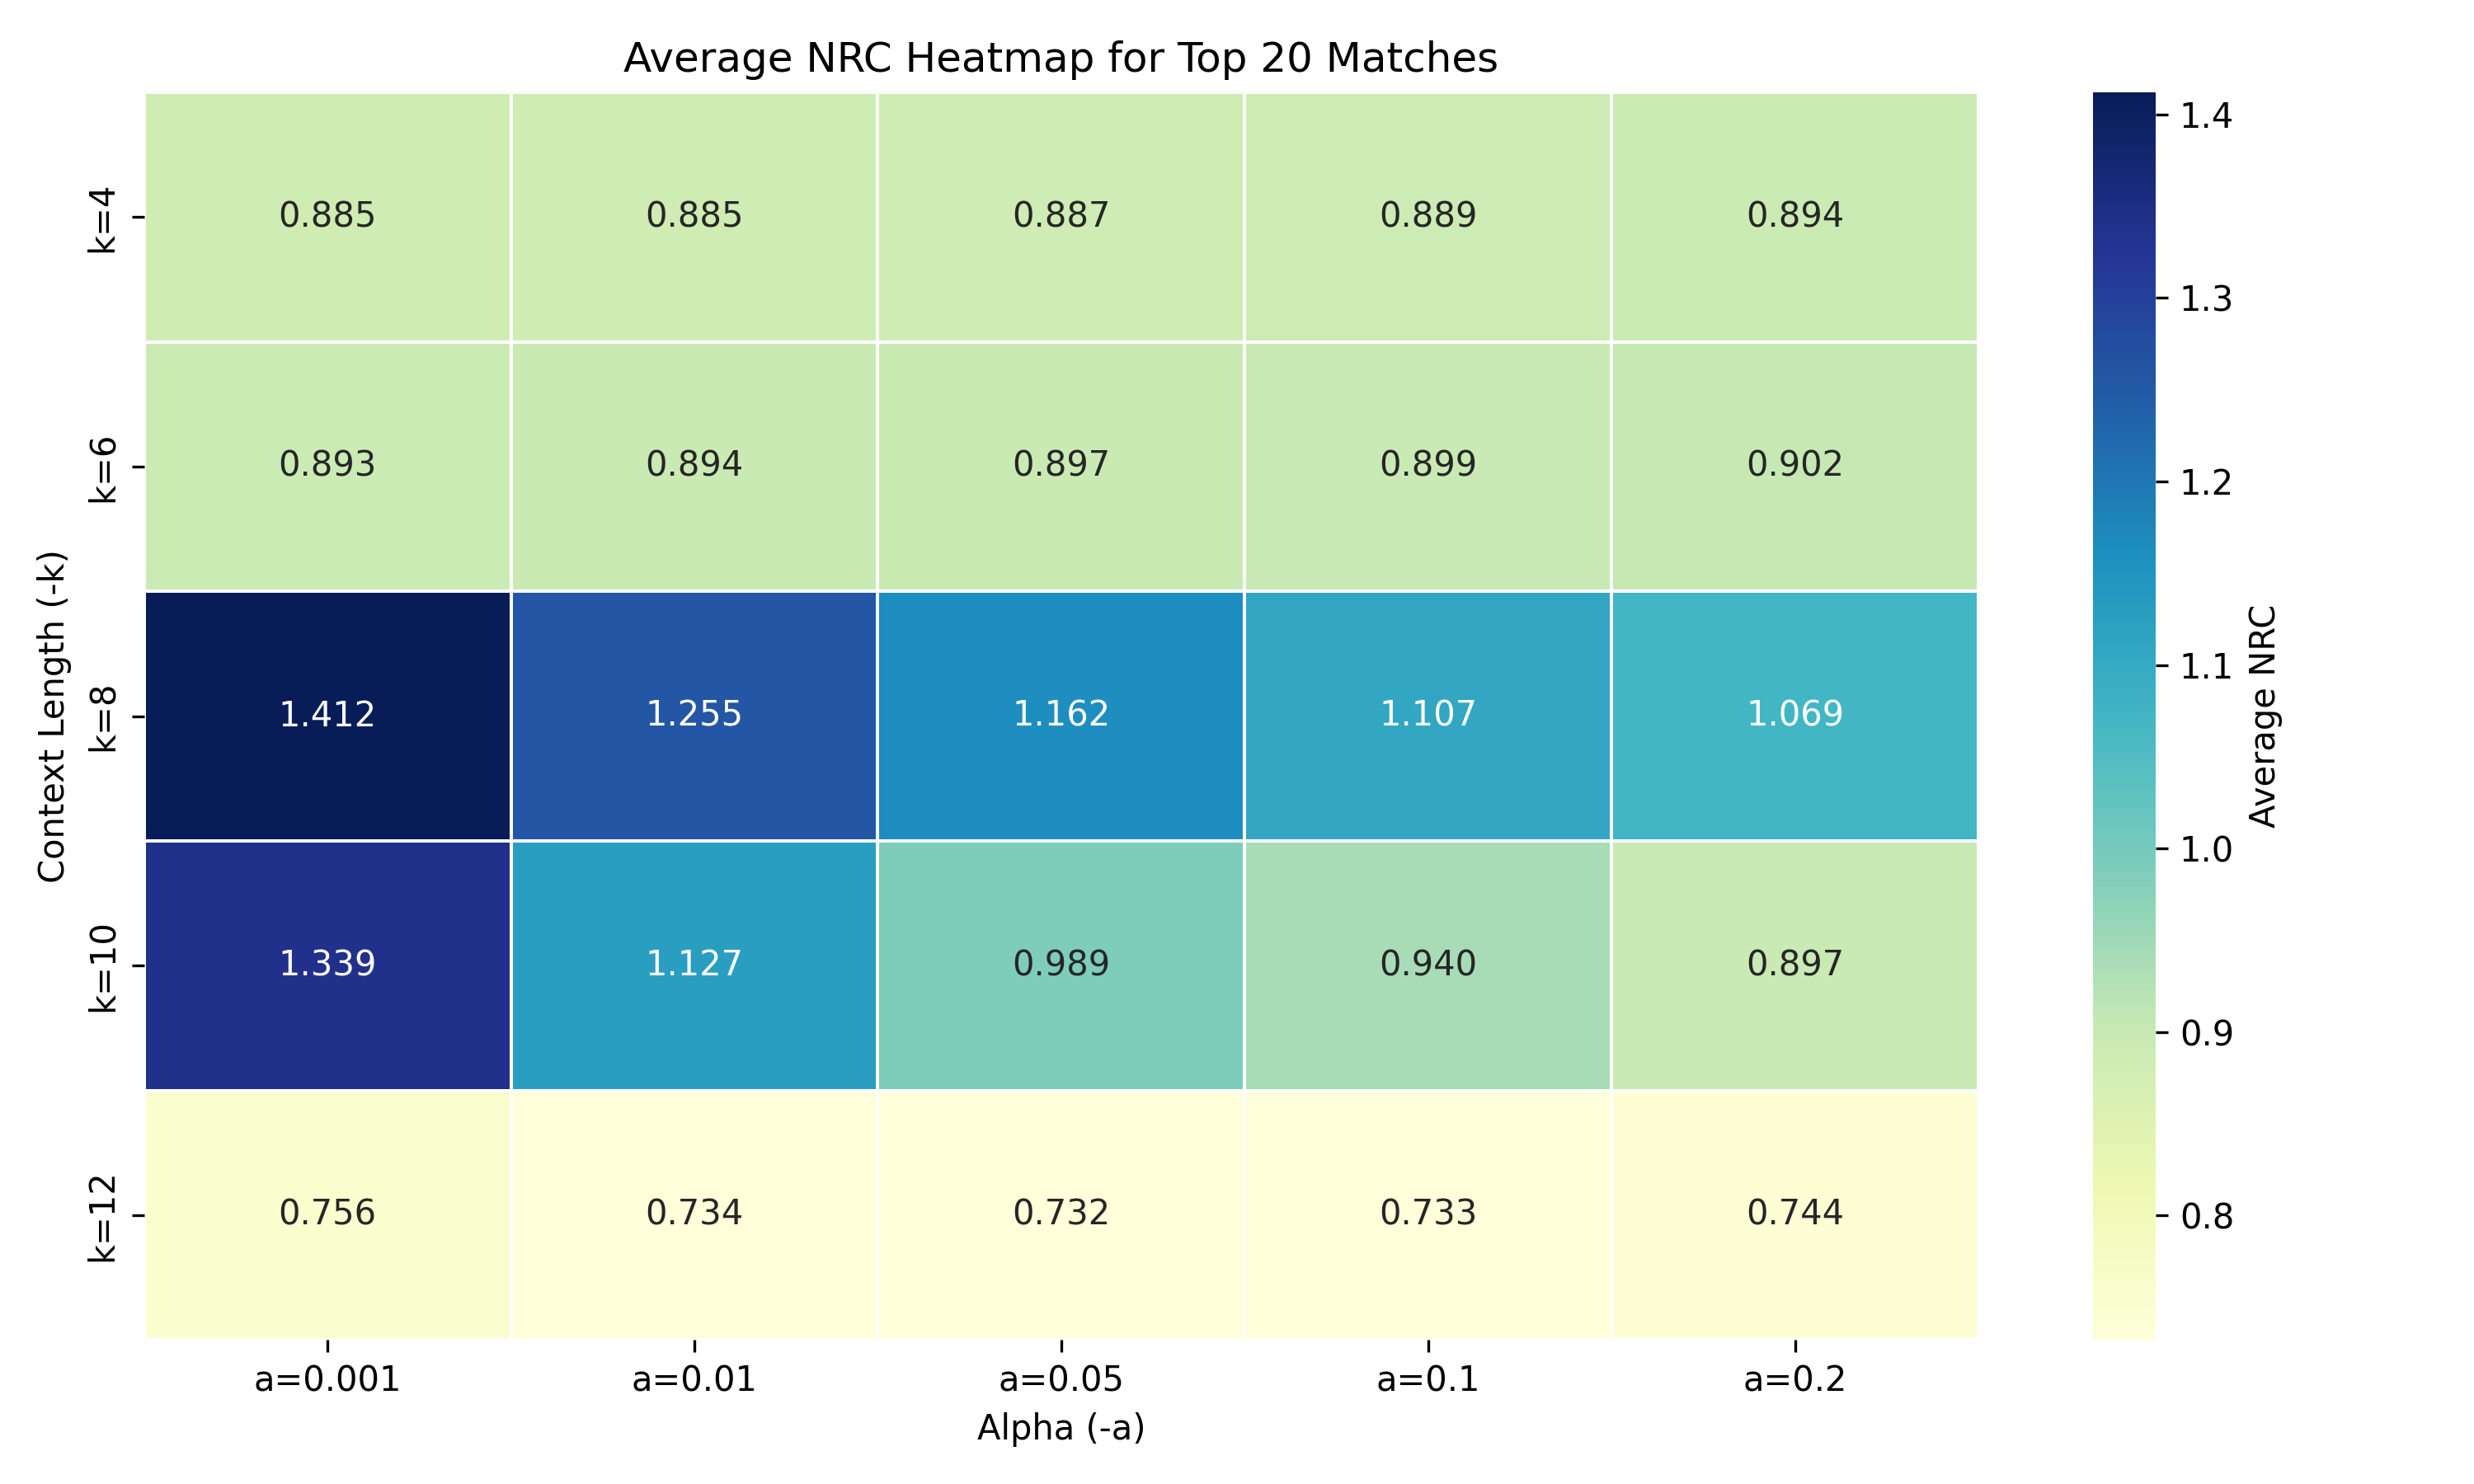 Average NRC Heatmap for Top 20 Matches
k=4
0.885 0.885 0.887 0.889 0.894
k=6
0.893 0.894 0.897 0.899 0.902
k=8
1.412 1.255 1.162 1.107 1.069
k=10
1.339 1.127 0.989 0.940 0.897
k=12
0.756 0.734 0.732 0.733 0.744
a=0.001 a=0.01 a=0.05 a=0.1 a=0.2
Alpha (-a)
Context Length (-k)
1.4
1.3
1.2
1.1
1.0
0.9
0.8
Average NRC